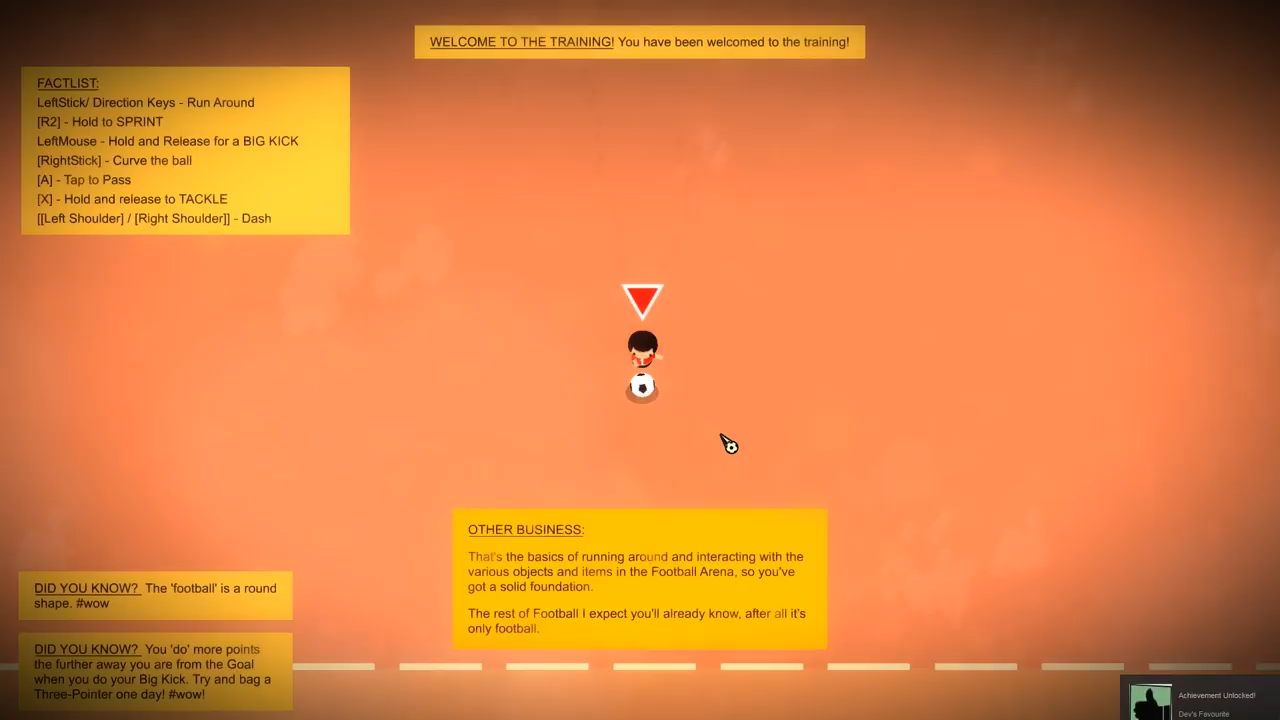 WELCOME TO THE TRAINING! You have been welcomed to the training!
FACTLIST:
LeftStick/ Direction Keys - Run Around
[R2] - Hold to SPRINT
LeftMouse - Hold and Release for a BIG KICK
[RightStick] - Curve the ball
[A] - Tap to Pass
[X] - Hold and release to TACKLE
[[Left Shoulder] / [Right Shoulder]] - Dash
OTHER BUSINESS:
That's the basics of running around and interacting with the
various objects and items in the Football Arena, so you've
got a solid foundation.
The rest of Football I expect you'll already know, after all it's
only football.
DID YOU KNOW? The 'football' is a round
shape. #wow
DID YOU KNOW? You 'do' more points
the further away you are from the Goal
when you do your Big Kick. Try and bag a
Three-Pointer one day! #wow!
Achievement Unlocked!
Dev's Favourite